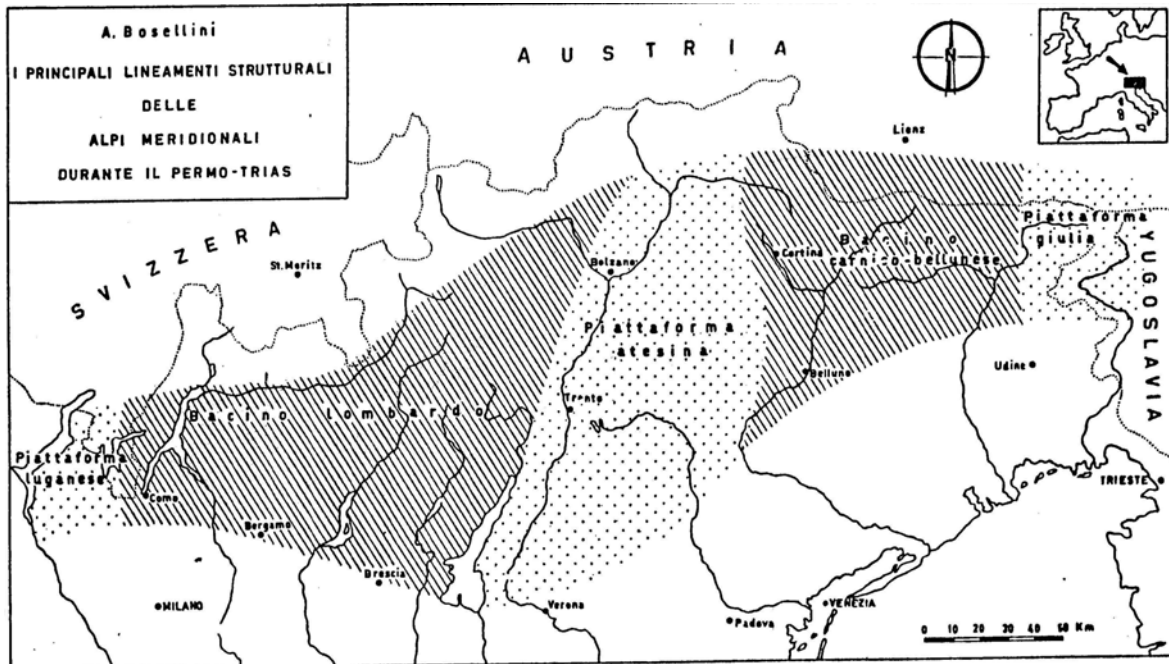 A. Bosellini
I PRINCIPALI LINEAMENTI STRUTTURALI
DELLE
ALPI MERIDIONALI
DURANTE IL PERMO-TRIAS
AUSTRIA
N
Lienz
SVIZZERA
St. Moritz
Bolzano
Cortina
Bacino
carnico-bellunese
Piattaforma
giulia
YUGOSLAVIA
Piattaforma
atesina
Belluno
Udine
Bacino lombardo
Trento
Piattaforma
luganese
Como
Bergamo
Brescia
TRIESTE
MILANO
Verona
Padova
VENEZIA
0 10 20 30 40 50 Km